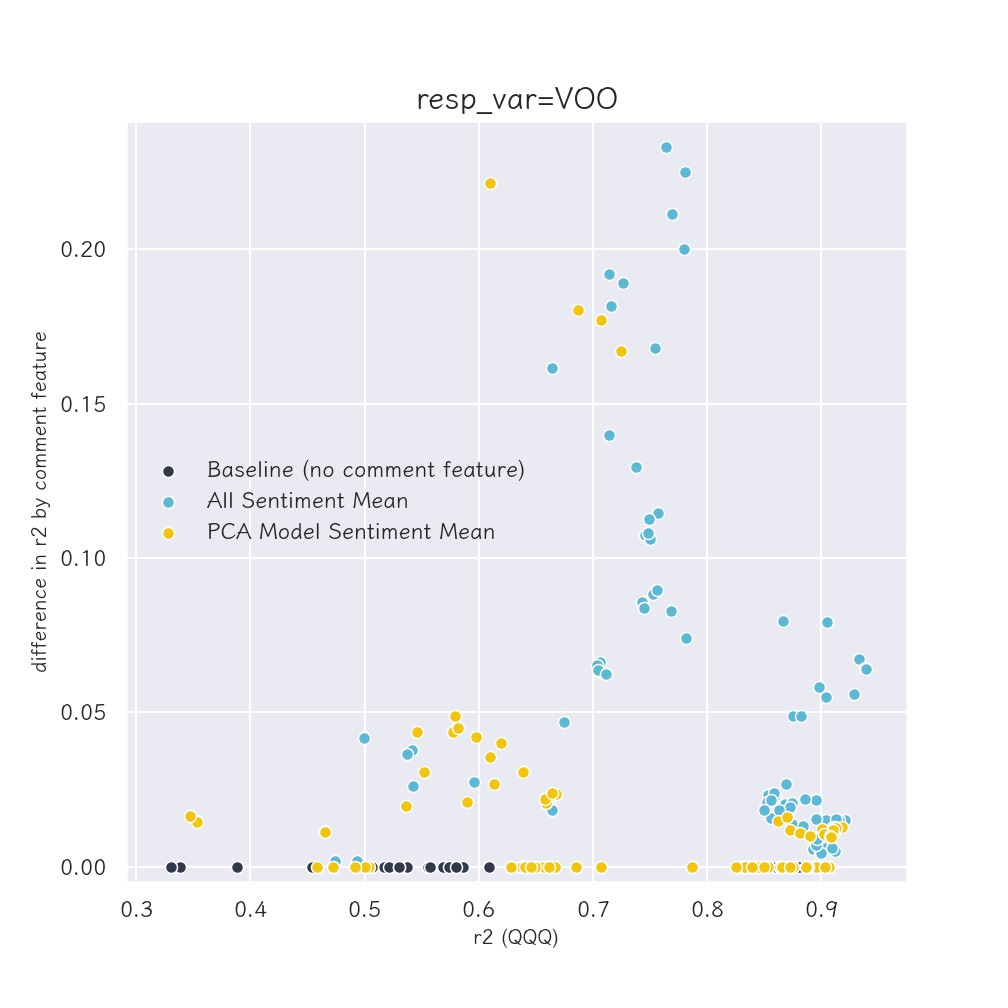 resp_var=VOO
difference in r2 by comment feature
0.20
0.15
0.10
0.05
0.00
Baseline (no comment feature)
All Sentiment Mean
PCA Model Sentiment Mean
0.3 0.4 0.5 0.6 0.7 0.8 0.9
r2 (QQQ)